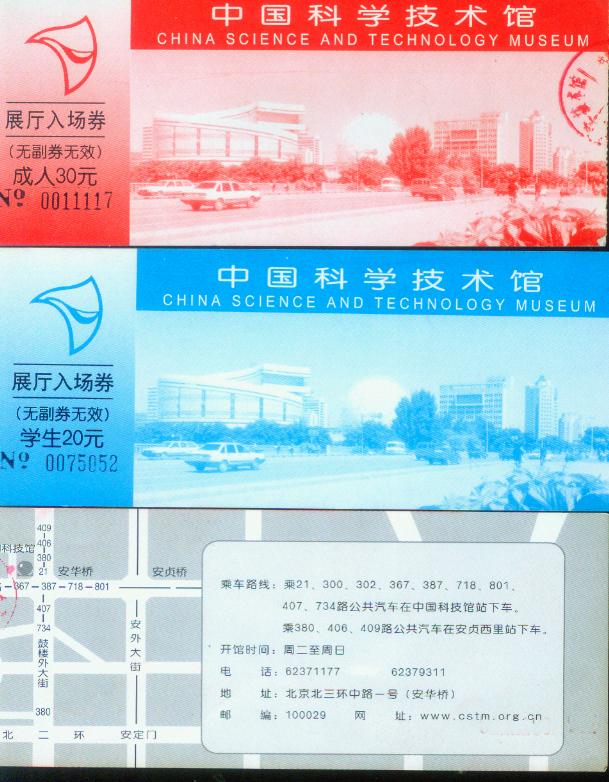 中国科学技术馆
CHINA SCIENCE AND TECHNOLOGY MUSEUM
展厅入场券
(无副券无效)
成人30元
Nº 0011117
中国科学技术馆
CHINA SCIENCE AND TECHNOLOGY MUSEUM
展厅入场券
(无副券无效)
学生20元
Nº 0075052
409
406
380
21
科技馆
安华桥
安贞桥
367-387-718-801
407
734
鼓楼外大街
安外大街
380
北二环
安定门
乘车路线：乘21、300、302、367、387、718、801、
407、734路公共汽车在中国科技馆站下车。
乘380、406、409路公共汽车在安贞西里站下车。
开馆时间：周二至周日
电 话：62371177 62379311
地 址：北京北三环中路一号（安华桥）
邮 编：100029 网 址：www.cstm.org.cn